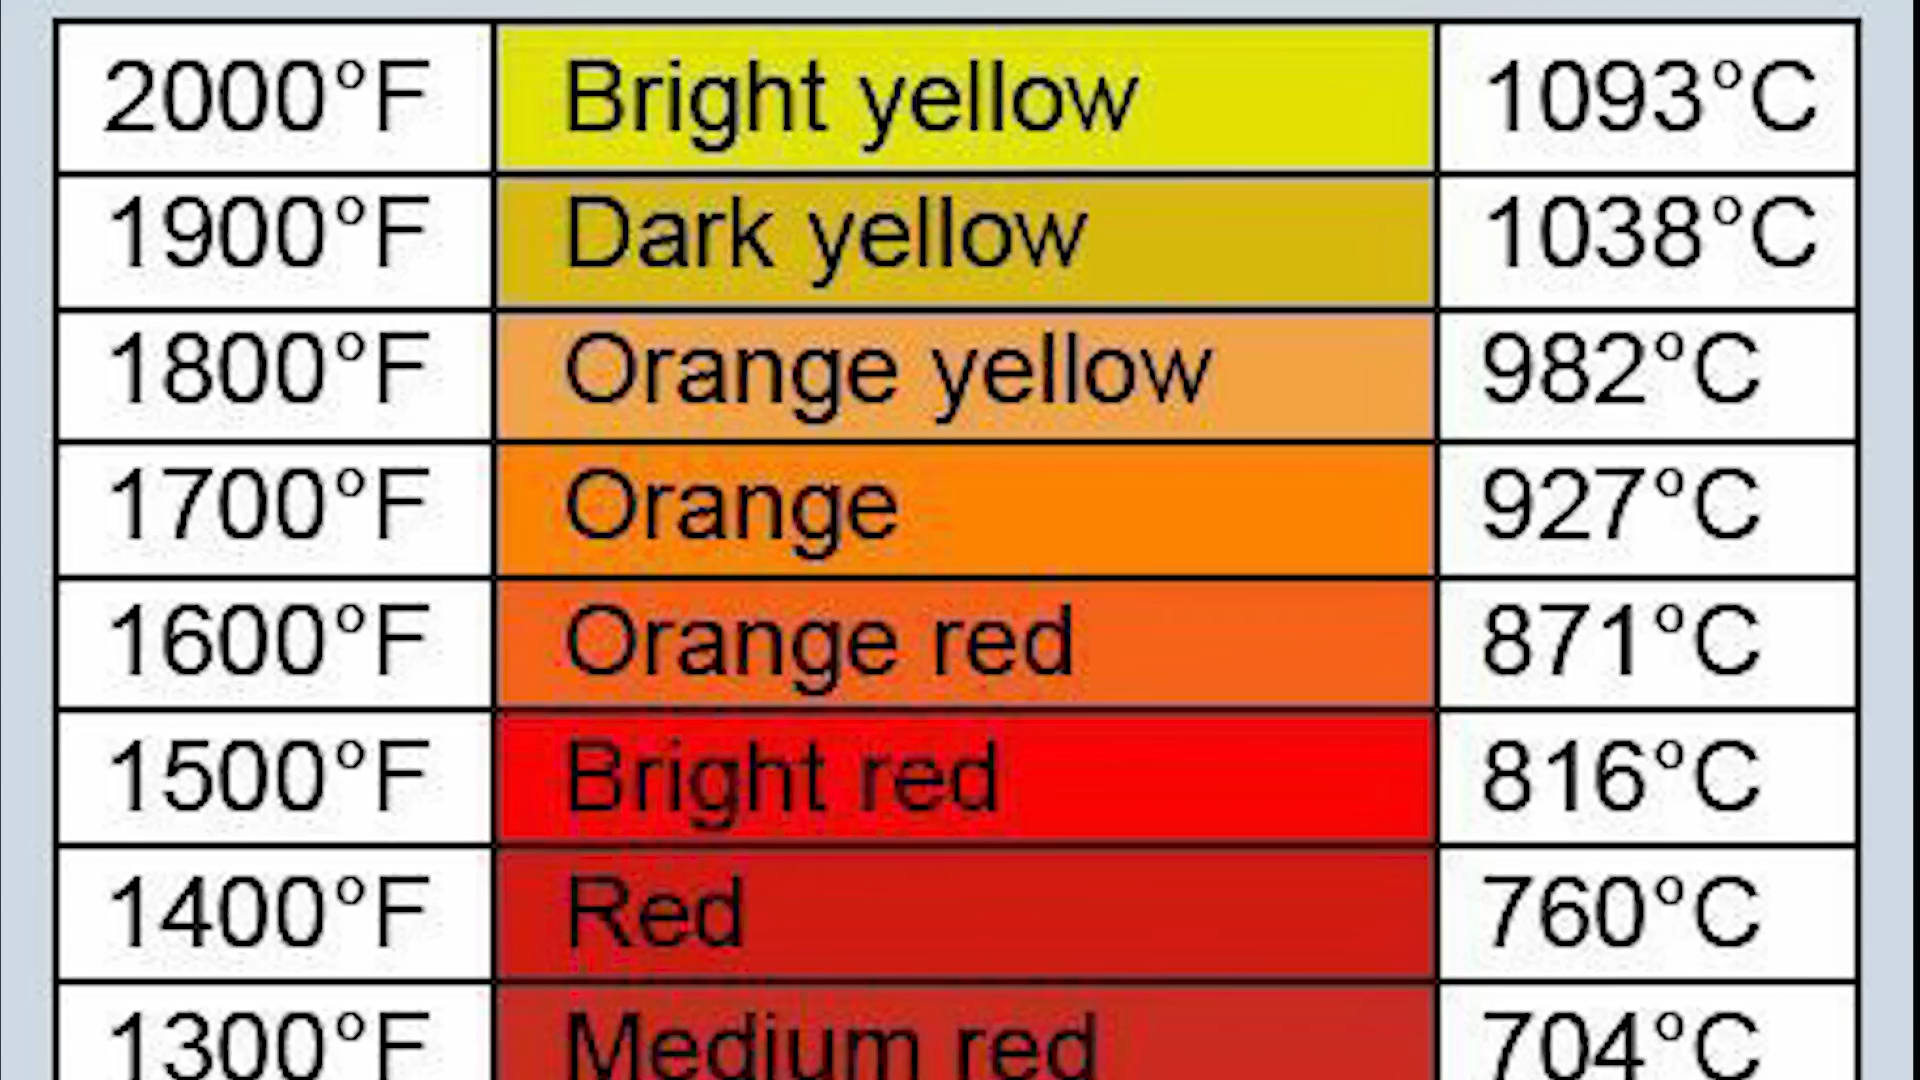 2000°F Bright yellow 1093°C
1900°F Dark yellow 1038°C
1800°F Orange yellow 982°C
1700°F Orange 927°C
1600°F Orange red 871°C
1500°F Bright red 816°C
1400°F Red 760°C
1300°F Medium red 704°C